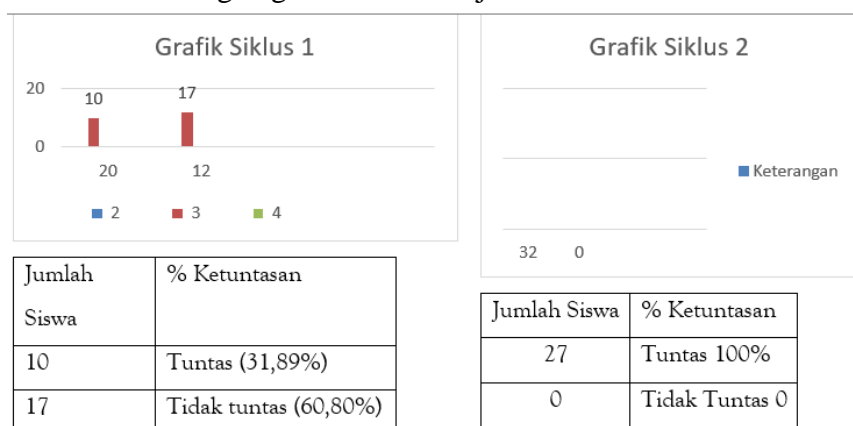 Grafik Siklus 1
20
10
17
0
20 12
2 3 4
Jumlah Siswa % Ketuntasan
10 Tuntas (31,89%)
17 Tidak tuntas (60,80%)
Grafik Siklus 2
Keterangan
32 0
Jumlah Siswa % Ketuntasan
27 Tuntas 100%
0 Tidak Tuntas 0